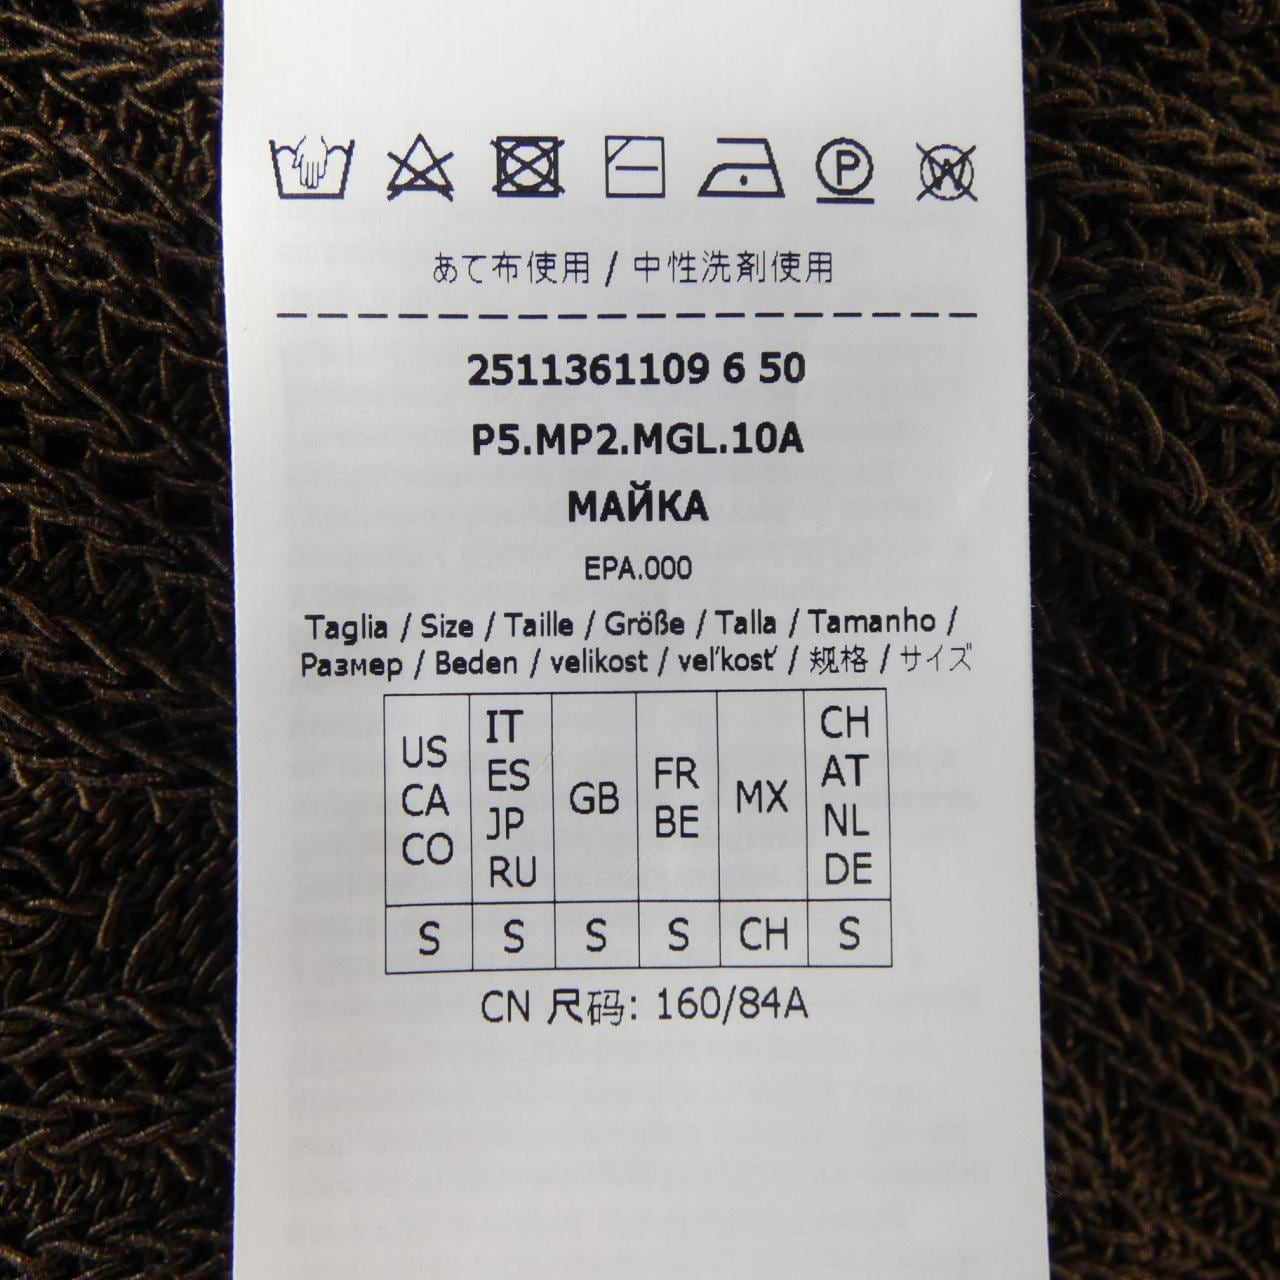 P
W
あて布使用 / 中性洗剤使用
2511361109 6 50
P5.MP2.MGL.10A
МАЙКА
EPA.000
Taglia / Size / Taille / Größe / Talla / Tamanho /
Размер / Beden / velikost / veľkosť / 规格 / サイズ
US CA CO
IT ES JP RU
GB
FR BE
MX
CH AT NL DE
S S S S CH S
CN 尺码: 160/84A